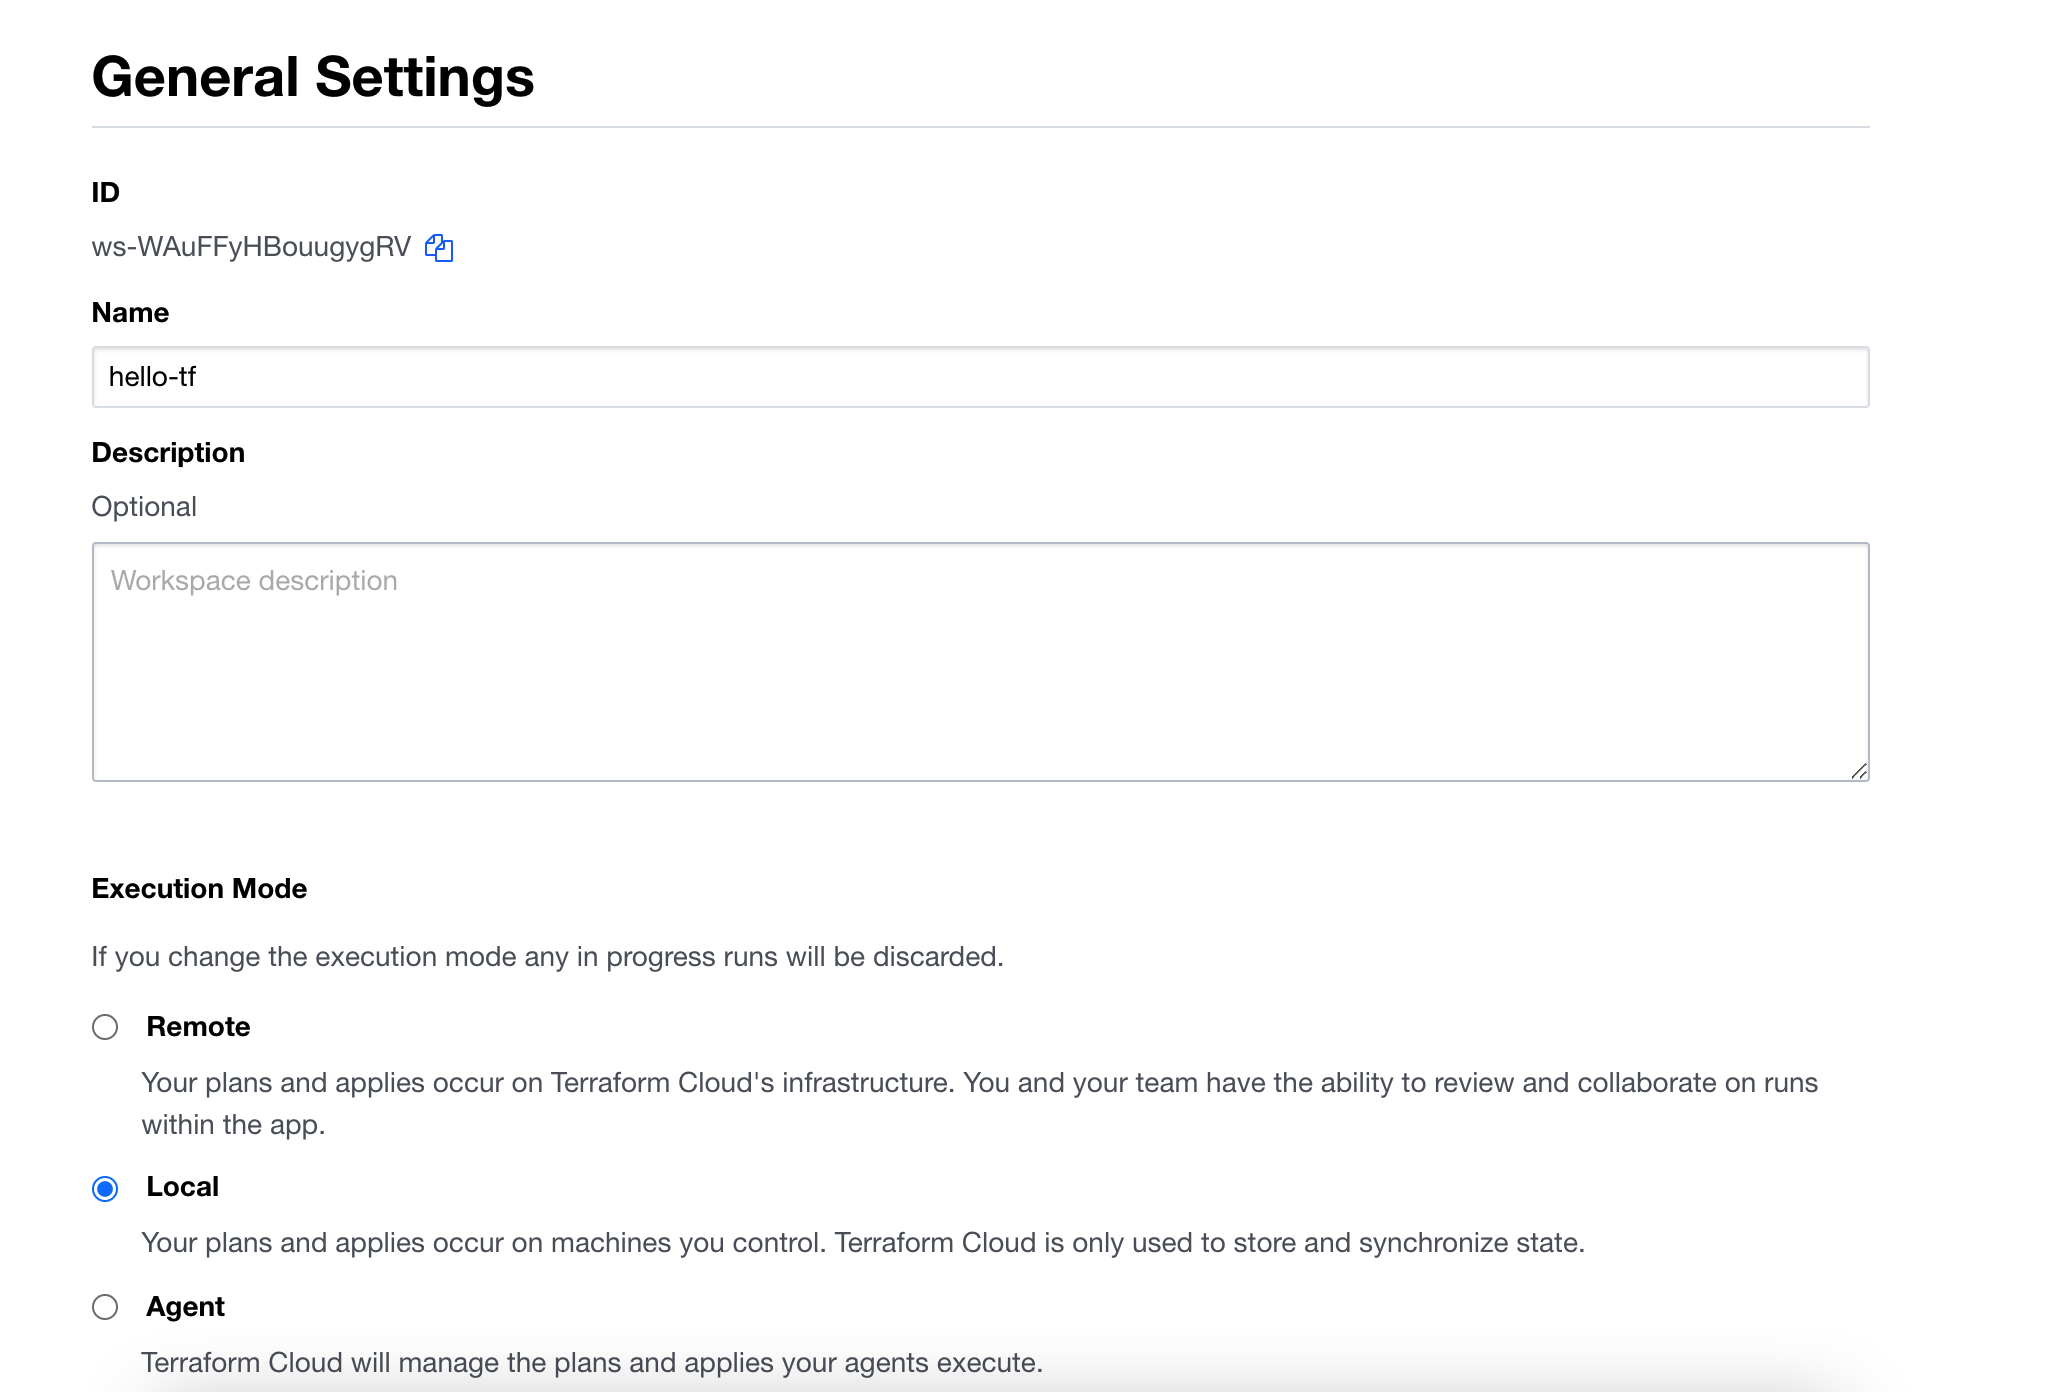 General Settings
ID
ws-WAuFFyHBouugygRV
Name
hello-tf
Description
Optional
Workspace description
Execution Mode
If you change the execution mode any in progress runs will be discarded.
Remote
Your plans and applies occur on Terraform Cloud's infrastructure. You and your team have the ability to review and collaborate on runs
within the app.
Local
Your plans and applies occur on machines you control. Terraform Cloud is only used to store and synchronize state.
Agent
Terraform Cloud will manage the plans and applies your agents execute.